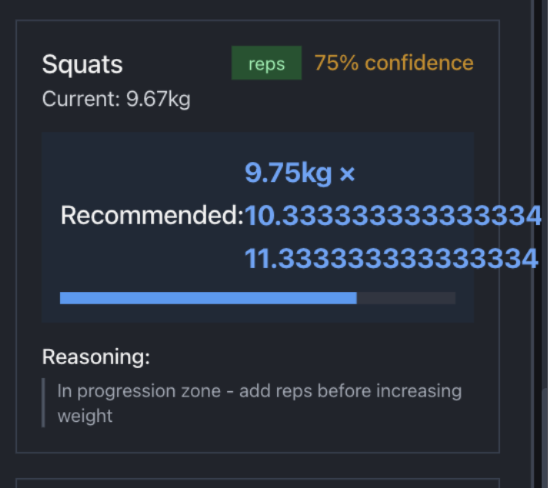 Squats
reps
75% confidence
Current: 9.67kg
9.75kg ×
Recommended:
10.333333333333334
11.333333333333334
Reasoning:
In progression zone - add reps before increasing
weight